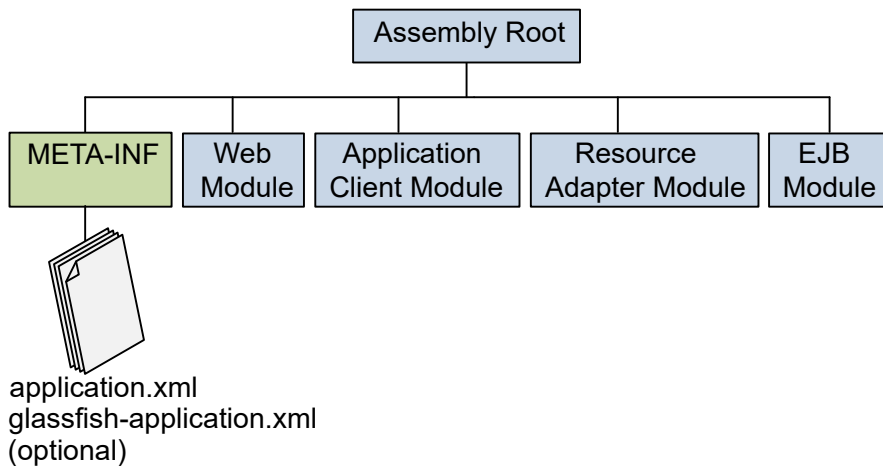 Assembly Root
META-INF
Web
Module
Application
Client Module
Resource
Adapter Module
EJB
Module
application.xml
glassfish-application.xml
(optional)